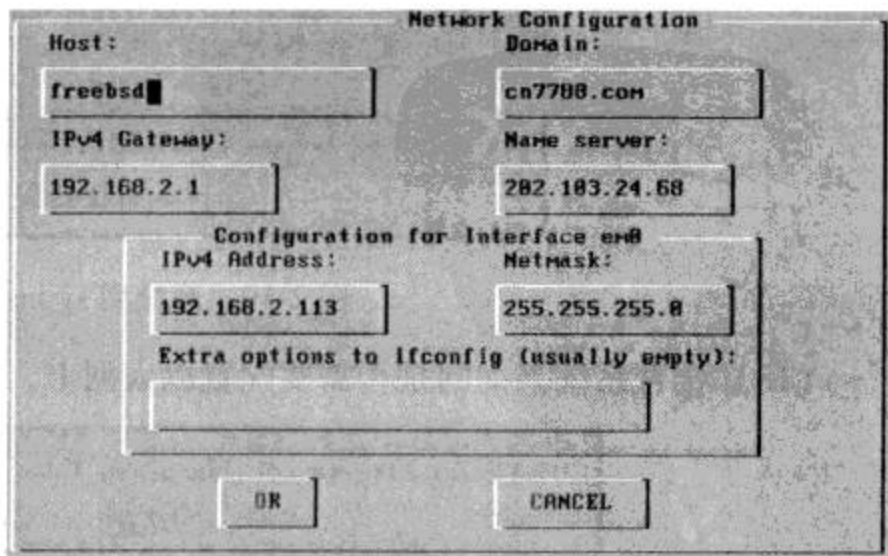 Network Configuration
Host:
Domain:
freebsd
cn7788.com
IPv4 Gateway:
Name server:
192.168.2.1
202.103.24.68
Configuration for Interface em0
IPv4 Address:
Netmask:
192.168.2.113
255.255.255.0
Extra options to ifconfig (usually empty):
OK
CANCEL